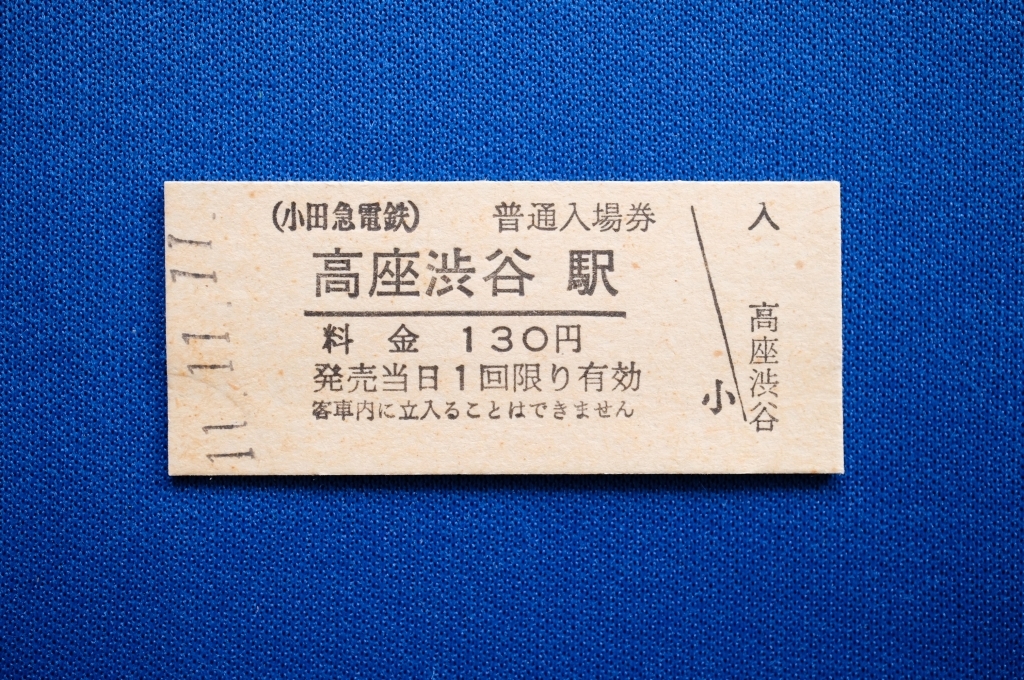 (小田急電鉄) 普通入場券
高座渋谷 駅
料 金 130円
発売当日1回限り有効
客車内に立入ることはできません
入
高座渋谷
小
11.11.11